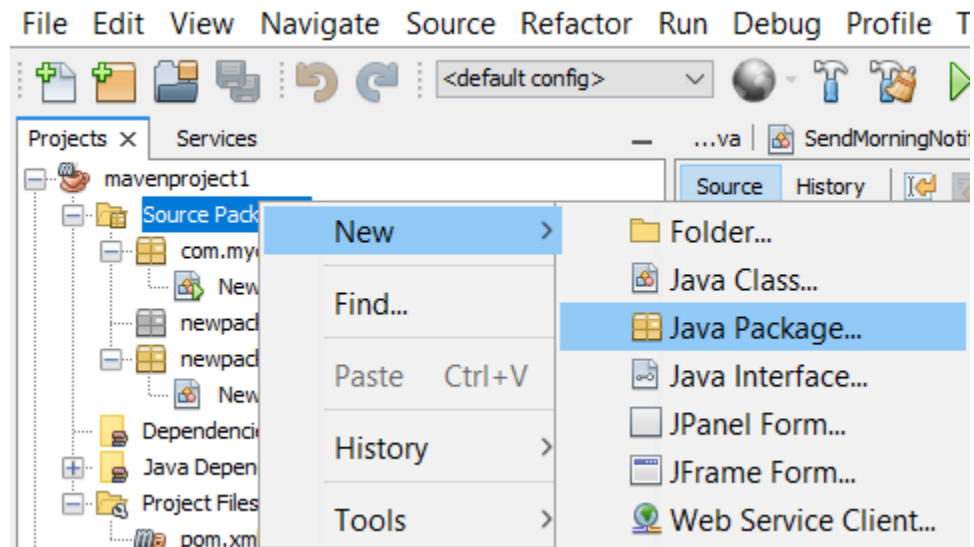 File Edit View Navigate Source Refactor Run Debug Profile
<default config>
Projects Services
...va SendMorningNotif
mavenproject1
Source History
Source Pack
com.my
New
newpac
newpac
New
Dependenci
Java Depen
Project Files
pom.xm
New
Find...
Paste Ctrl+V
History
Tools
Folder...
Java Class...
Java Package...
Java Interface...
JPanel Form...
JFrame Form...
Web Service Client...